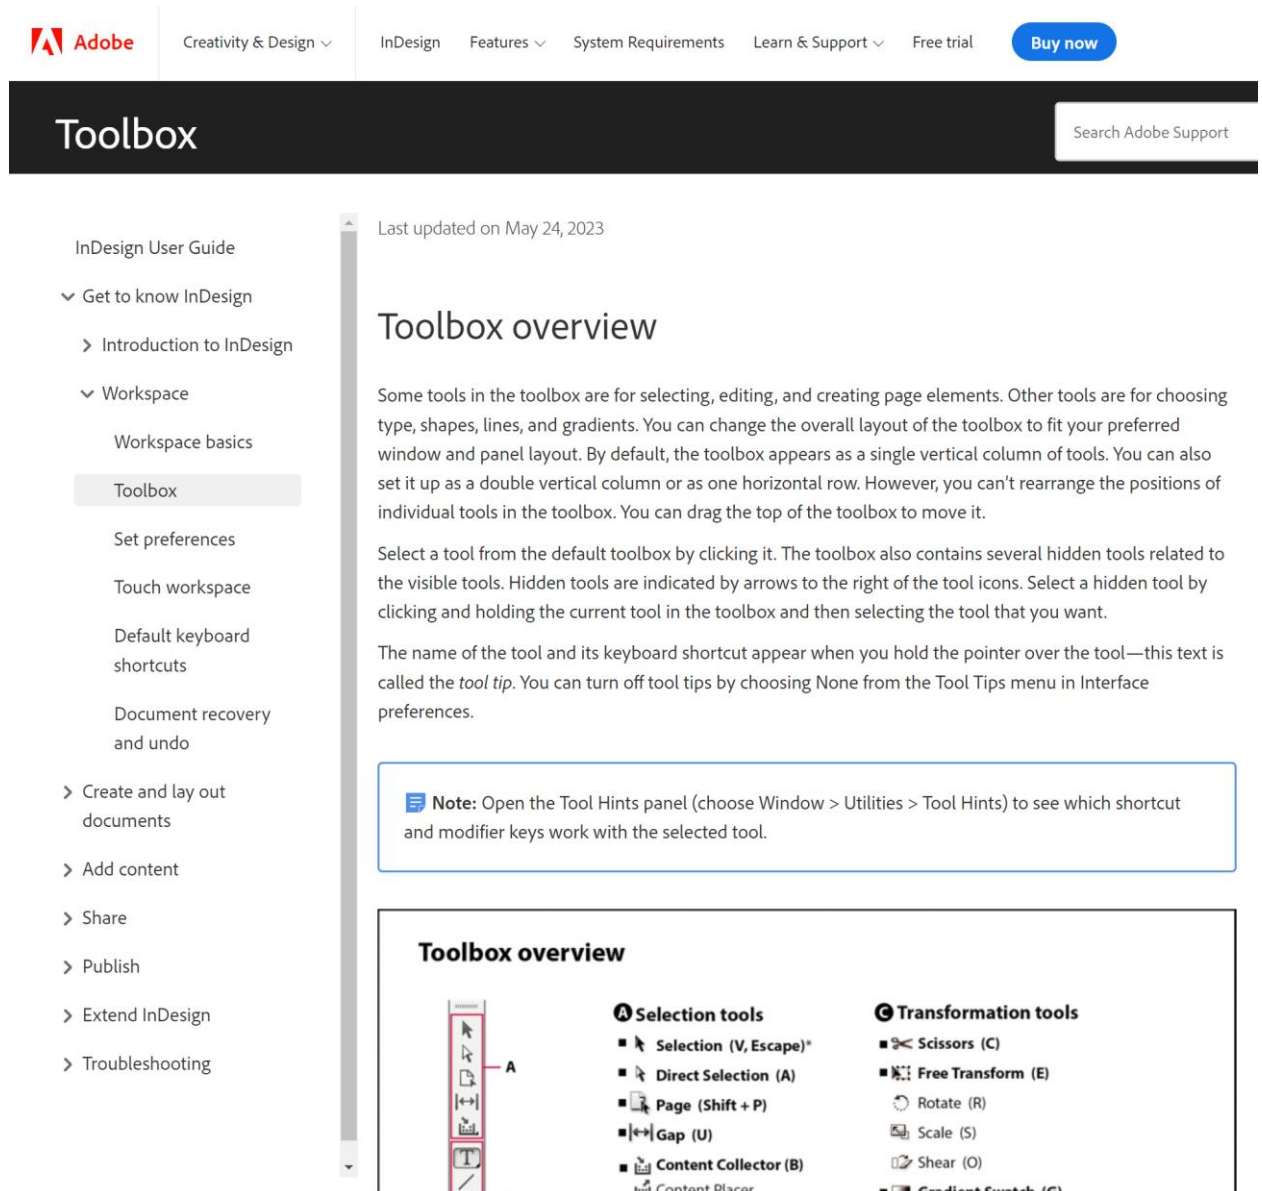 Adobe
Creativity & Design
InDesign
Features
System Requirements
Learn & Support
Free trial
Buy now
Toolbox
Search Adobe Support
InDesign User Guide
Get to know InDesign
Introduction to InDesign
Workspace
Workspace basics
Toolbox
Set preferences
Touch workspace
Default keyboard
shortcuts
Document recovery
and undo
Create and lay out
documents
Add content
Share
Publish
Extend InDesign
Troubleshooting
Last updated on May 24, 2023
Toolbox overview
Some tools in the toolbox are for selecting, editing, and creating page elements. Other tools are for choosing
type, shapes, lines, and gradients. You can change the overall layout of the toolbox to fit your preferred
window and panel layout. By default, the toolbox appears as a single vertical column of tools. You can also
set it up as a double vertical column or as one horizontal row. However, you can't rearrange the positions of
individual tools in the toolbox. You can drag the top of the toolbox to move it.
Select a tool from the default toolbox by clicking it. The toolbox also contains several hidden tools related to
the visible tools. Hidden tools are indicated by arrows to the right of the tool icons. Select a hidden tool by
clicking and holding the current tool in the toolbox and then selecting the tool that you want.
The name of the tool and its keyboard shortcut appear when you hold the pointer over the tool—this text is
called the tool tip. You can turn off tool tips by choosing None from the Tool Tips menu in Interface
preferences.
Note: Open the Tool Hints panel (choose Window > Utilities > Tool Hints) to see which shortcut
and modifier keys work with the selected tool.
Toolbox overview
A
A Selection tools
Selection (V, Escape)*
Direct Selection (A)
Page (Shift + P)
Gap (U)
Content Collector (B)
Content Placer
C Transformation tools
Scissors (C)
Free Transform (E)
Rotate (R)
Scale (S)
Shear (O)
Gradient Swatch (G)